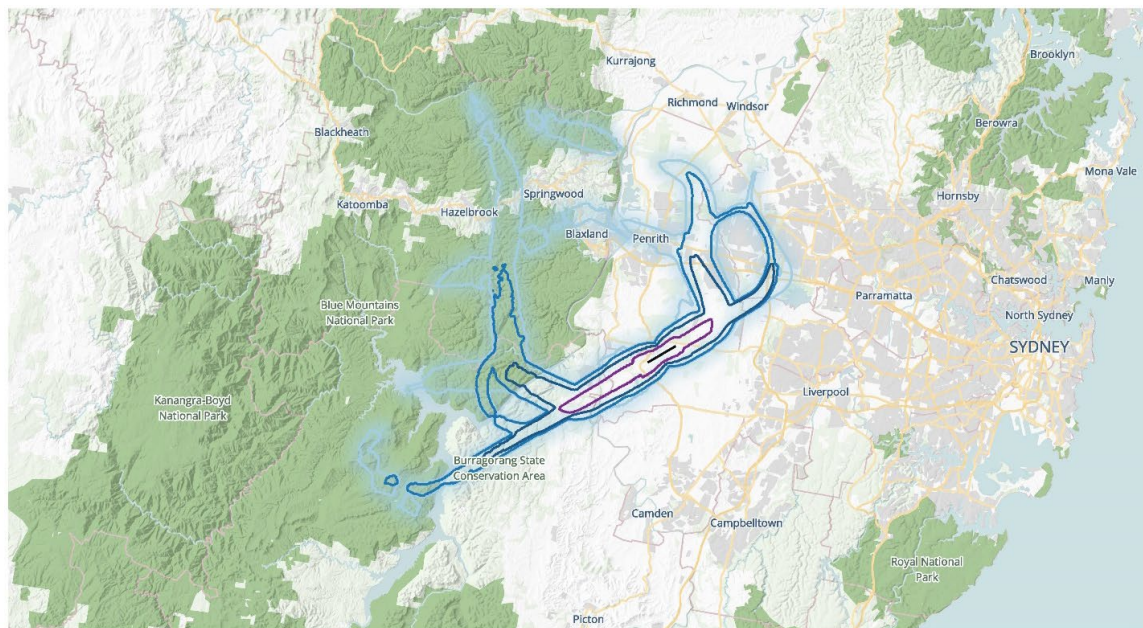 Brooklyn
Kurrajong
Richmond
Windsor
Berowra
Blackheath
Mona Vale
Springwood
Hornsby
Katoomba
Hazelbrook
Blaxland
Penrith
Chatswood
Manly
Parramatta
Blue Mountains
National Park
North Sydney
SYDNEY
Liverpool
Kanangra-Boyd
National Park
Burragorang State
Conservation Area
Camden
Campbelltown
Royal National
Park
Picton